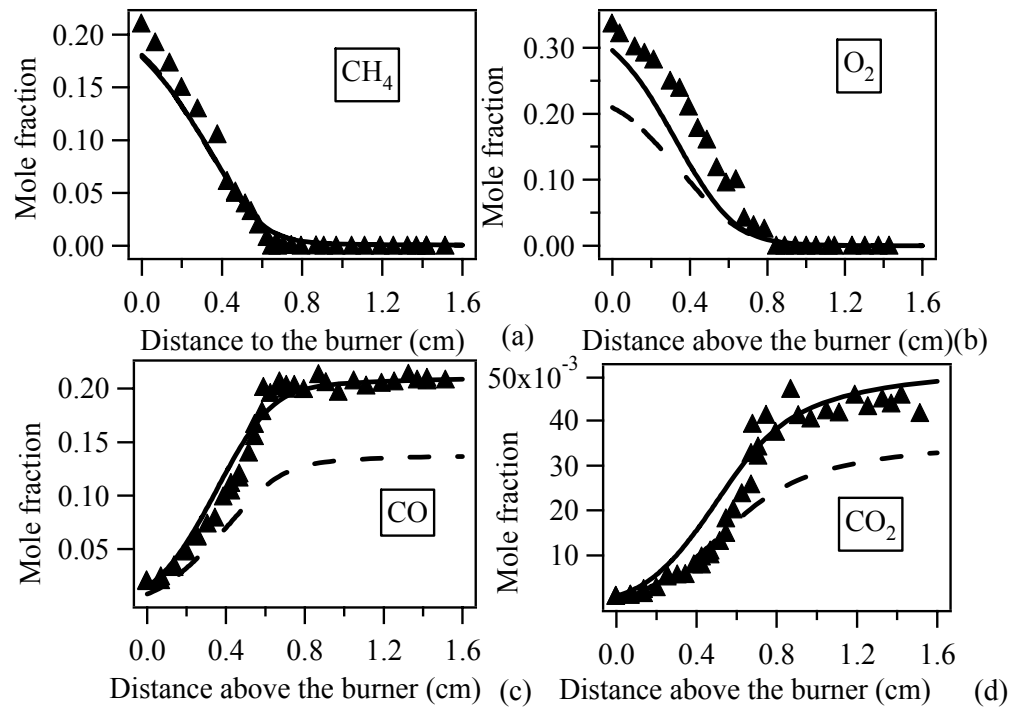 0.20
0.15
0.10
0.05
0.00
Mole fraction
CH4
0.0 0.4 0.8 1.2 1.6
Distance to the burner (cm) (a)
0.30
0.20
0.10
0.00
Mole fraction
O2
0.0 0.4 0.8 1.2 1.6
Distance above the burner (cm) (b)
0.20
0.15
0.10
0.05
Mole fraction
CO
0.0 0.4 0.8 1.2 1.6
Distance above the burner (cm) (c)
50x10-3
40
30
20
10
Mole fraction
CO2
0.0 0.4 0.8 1.2 1.6
Distance above the burner (cm) (d)